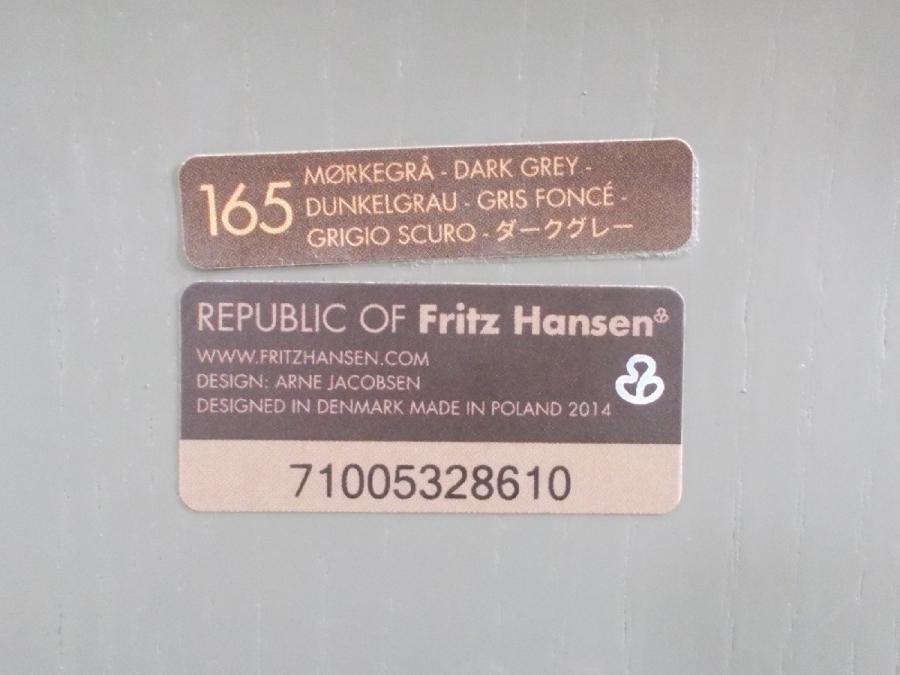 165
MØRKEGRÅ - DARK GREY -
DUNKELGRAU - GRIS FONCÉ -
GRIGIO SCURO - ダークグレー
REPUBLIC OF Fritz Hansen
WWW.FRITZHANSEN.COM
DESIGN: ARNE JACOBSEN
DESIGNED IN DENMARK MADE IN POLAND 2014
71005328610